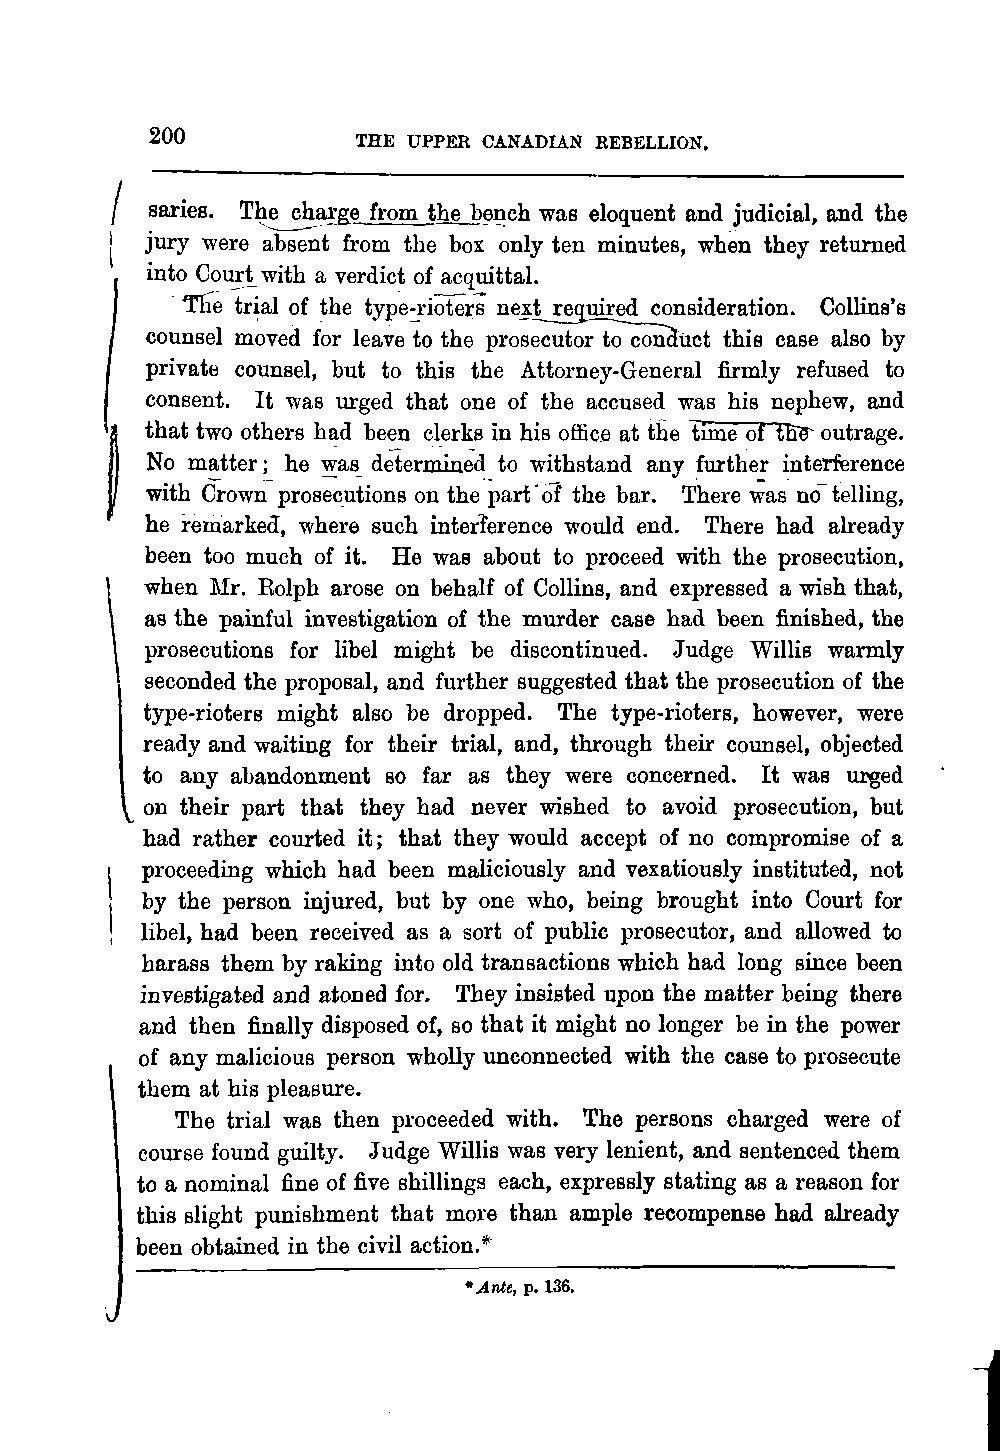 200
THE UPPER CANADIAN REBELLION.
saries. The charge from the bench was eloquent and judicial, and the
jury were absent from the box only ten minutes, when they returned
into Court with a verdict of acquittal.
The trial of the type-rioters next required consideration. Collins's
counsel moved for leave to the prosecutor to conduct this case also by
private counsel, but to this the Attorney-General firmly refused to
consent. It was urged that one of the accused was his nephew, and
that two others had been clerks in his office at the time of the outrage.
No matter; he was determined to withstand any further interference
with Crown prosecutions on the part of the bar. There was no telling,
he remarked, where such interference would end. There had already
been too much of it. He was about to proceed with the prosecution,
when Mr. Rolph arose on behalf of Collins, and expressed a wish that,
as the painful investigation of the murder case had been finished, the
prosecutions for libel might be discontinued. Judge Willis warmly
seconded the proposal, and further suggested that the prosecution of the
type-rioters might also be dropped. The type-rioters, however, were
ready and waiting for their trial, and, through their counsel, objected
to any abandonment so far as they were concerned. It was urged
on their part that they had never wished to avoid prosecution, but
had rather courted it; that they would accept of no compromise of a
proceeding which had been maliciously and vexatiously instituted, not
by the person injured, but by one who, being brought into Court for
libel, had been received as a sort of public prosecutor, and allowed to
harass them by raking into old transactions which had long since been
investigated and atoned for. They insisted upon the matter being there
and then finally disposed of, so that it might no longer be in the power
of any malicious person wholly unconnected with the case to prosecute
them at his pleasure.
The trial was then proceeded with. The persons charged were of
course found guilty. Judge Willis was very lenient, and sentenced them
to a nominal fine of five shillings each, expressly stating as a reason for
this slight punishment that more than ample recompense had already
been obtained in the civil action.*
*Ante, p. 136.